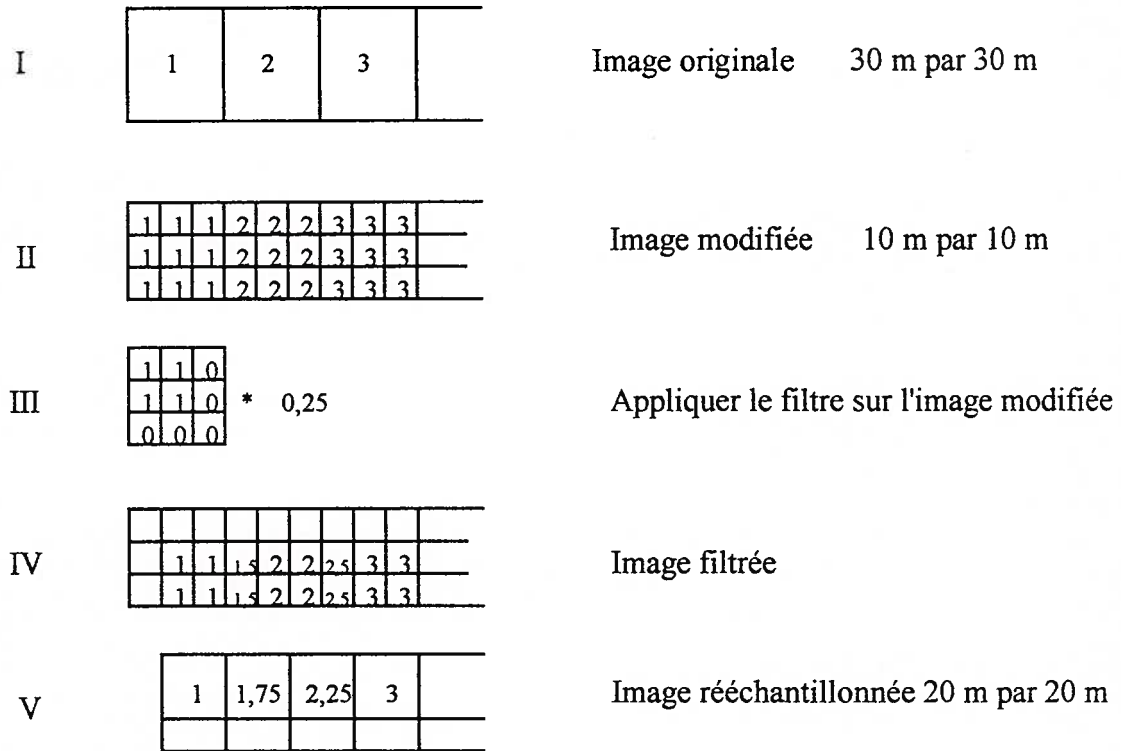 I 1 2 3 Image originale 30 m par 30 m
1 1 1 2 2 2 3 3 3
II 1 1 1 2 2 2 3 3 3 Image modifiée 10 m par 10 m
1 1 1 2 2 2 3 3 3
1 1 0
III 1 1 0 * 0,25 Appliquer le filtre sur l'image modifiée
0 0 0
IV 1 1 1.5 2 2 2.5 3 3 Image filtrée
1 1 1.5 2 2 2.5 3 3
V 1 1,75 2,25 3 Image rééchantillonnée 20 m par 20 m